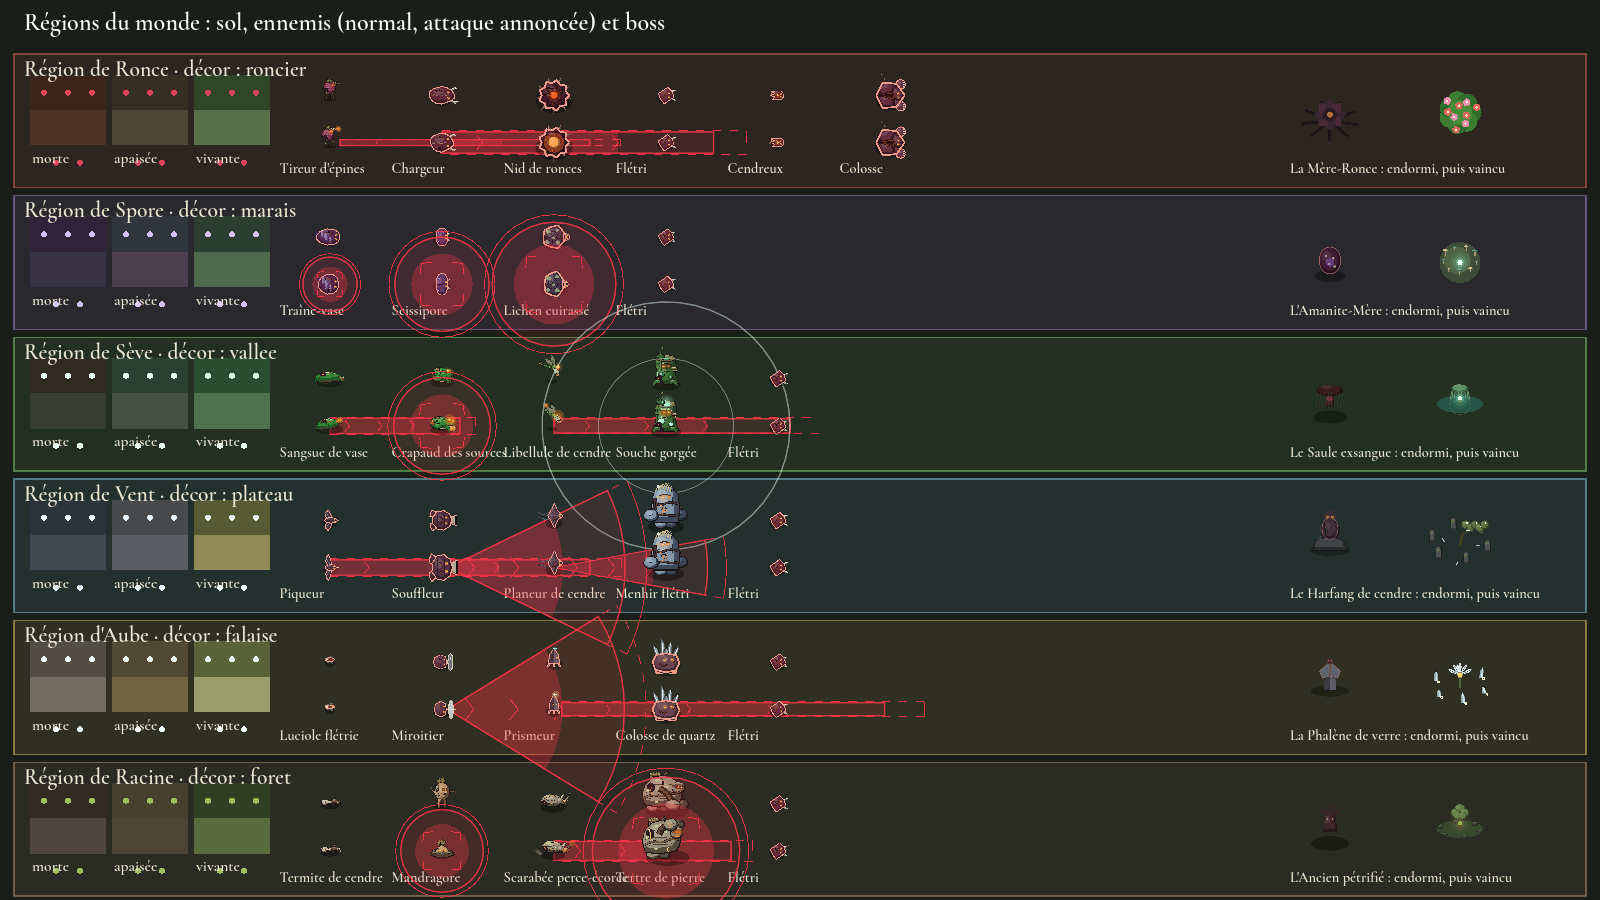 Régions du monde : sol, ennemis (normal, attaque annoncée) et boss
Région de Ronce · décor : roncier
morte apaisée vivante
Tireur d'épines Chargeur Nid de ronces Flétri Cendreux Colosse
La Mère-Ronce : endormi, puis vaincu
Région de Spore · décor : marais
morte apaisée vivante
Traîne-vase Scissipore Lichen cuirassé Flétri
L'Amanite-Mère : endormi, puis vaincu
Région de Sève · décor : vallee
morte apaisée vivante
Sangsue de vase Crapaud des sources Libellule de cendre Souche gorgée Flétri
Le Saule exsangue : endormi, puis vaincu
Région de Vent · décor : plateau
morte apaisée vivante
Piqueur Souffleur Planeur de cendre Menhir flétri Flétri
Le Harfang de cendre : endormi, puis vaincu
Région d'Aube · décor : falaise
morte apaisée vivante
Luciole flétrie Miroitier Prismeur Colosse de quartz Flétri
La Phalène de verre : endormi, puis vaincu
Région de Racine · décor : foret
morte apaisée vivante
Termite de cendre Mandragore Scarabée perce-écorce Tertre de pierre Flétri
L'Ancien pétrifié : endormi, puis vaincu